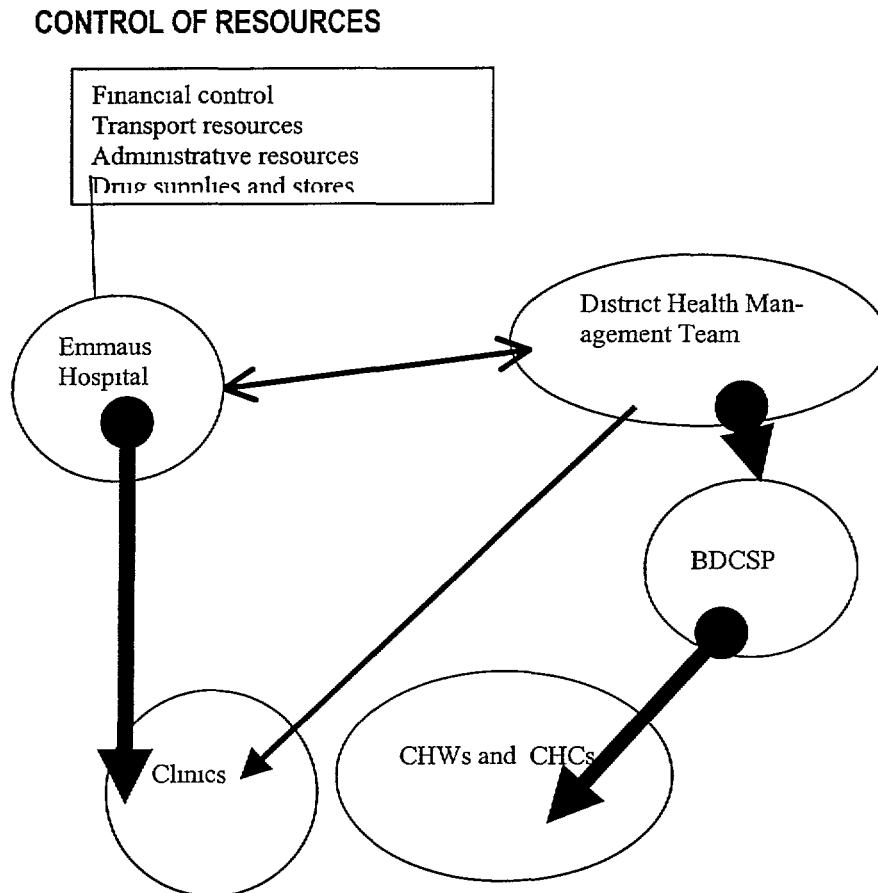 CONTROL OF RESOURCES
Financial control
Transport resources
Administrative resources
Drug supplies and stores
District Health Man-
agement Team
Emmaus
Hospital
BDCSP
CHWs and CHCs
Clinics